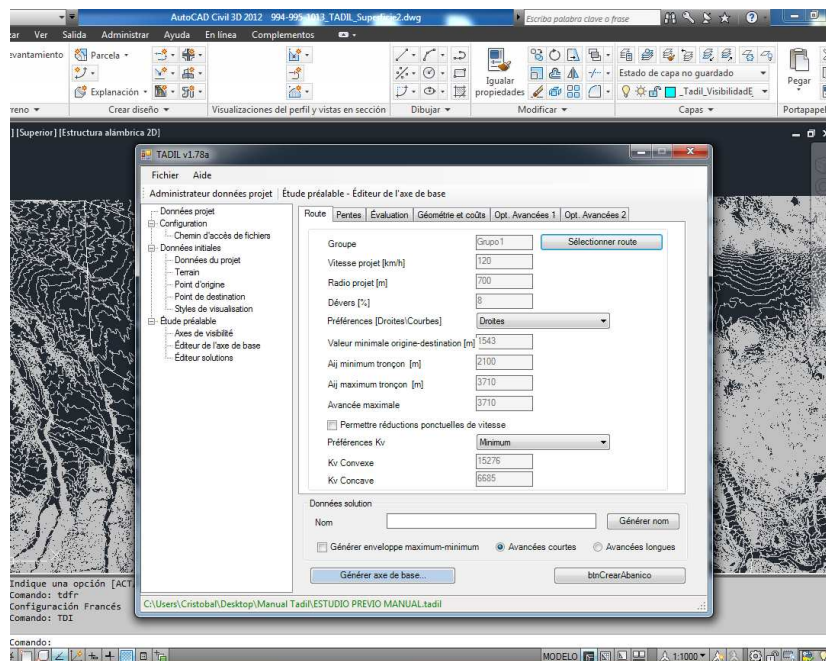 AutoCAD Civil 3D 2012 994-995_1013_TADIL_Superficie2.dwg
Escriba palabra clave o frase
Ver Salida Administrar Ayuda En línea Complementos
Parcela
Explanación
Igualar propiedades
Estado de capa no guardado
_Tadil_VisibilidadE_
Pegar
Crear diseño
Visualizaciones del perfil y vistas en sección
Dibujar
Modificar
Capas
] [Superior] [Estructura alámbrica 2D]
TADIL v1.78a
Fichier Aide
Administrateur données projet Étude préalable - Éditeur de l'axe de base
Données projet
Configuration
Chemin d'accès de fichiers
Données initiales
Données du projet
Terrain
Point d'origine
Point de destination
Styles de visualisation
Étude préalable
Axes de visibilité
Éditeur de l'axe de base
Éditeur solutions
Route Pentes Évaluation Géométrie et coûts Opt. Avancées 1 Opt. Avancées 2
Groupe Grupo1 Sélectionner route
Vitesse projet [km/h] 120
Radio projet [m] 700
Dévers [%] 8
Préférences [Droites\Courbes] Droites
Valeur minimale origine-destination [m] 1543
Aij minimum tronçon [m] 2100
Aij maximum tronçon [m] 3710
Avancée maximale 3710
Permettre réductions ponctuelles de vitesse
Préférences Kv Minimum
Kv Convexe 15276
Kv Concave 6685
Données solution
Nom Générer nom
Générer enveloppe maximum-minimum Avancées courtes Avancées longues
Générer axe de base... btnCrearAbanico
C:\Users\Cristobal\Desktop\Manual Tadil\ESTUDIO PREVIO MANUAL.tadil
Indique una opción [ACT
Comando: tdfr
Configuración Francés
Comando: TDI
Comando:
MODELO 1:1000